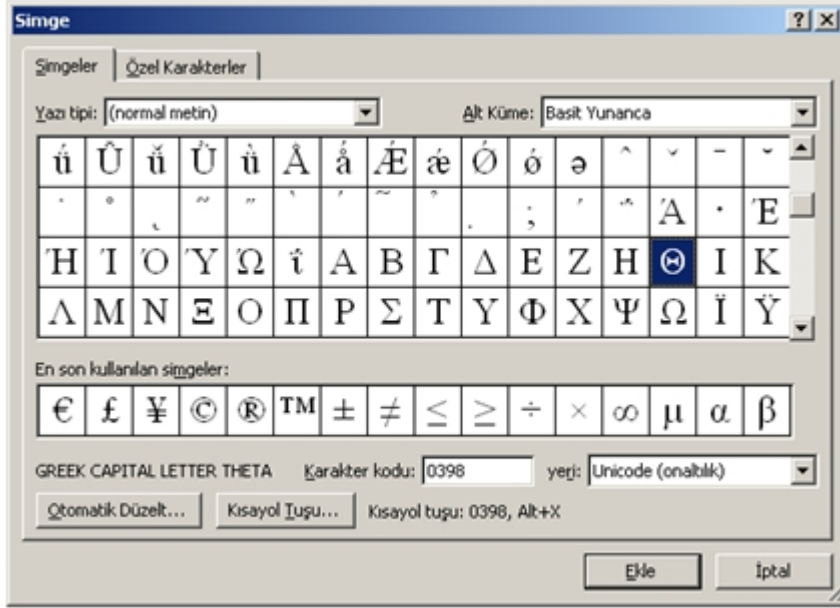 Simge
Simgeler Özel Karakterler
Yazı tipi: (normal metin) Alt Küme: Basit Yunanca
ǘ Û ǚ Ǜ ǜ Å ǻ Ǽ ǽ Ǿ ǿ ə ˆ ˇ ˉ ˘
˙ ˚ ˛ ˜ ˝ ; Ά · Έ
Ή Ί Ό Ύ Ώ ΐ Α Β Γ Δ Ε Ζ Η Θ Ι Κ
Λ Μ Ν Ξ Ο Π Ρ Σ Τ Υ Φ Χ Ψ Ω Ϊ Ϋ
En son kullanılan simgeler:
€ £ ¥ © ® ™ ± ≠ ≤ ≥ ÷ × ∞ µ α β
GREEK CAPITAL LETTER THETA Karakter kodu: 0398 yeri: Unicode (onaltılık)
Otomatik Düzelt... Kısayol Tuşu... Kısayol tuşu: 0398, Alt+X
Ekle İptal